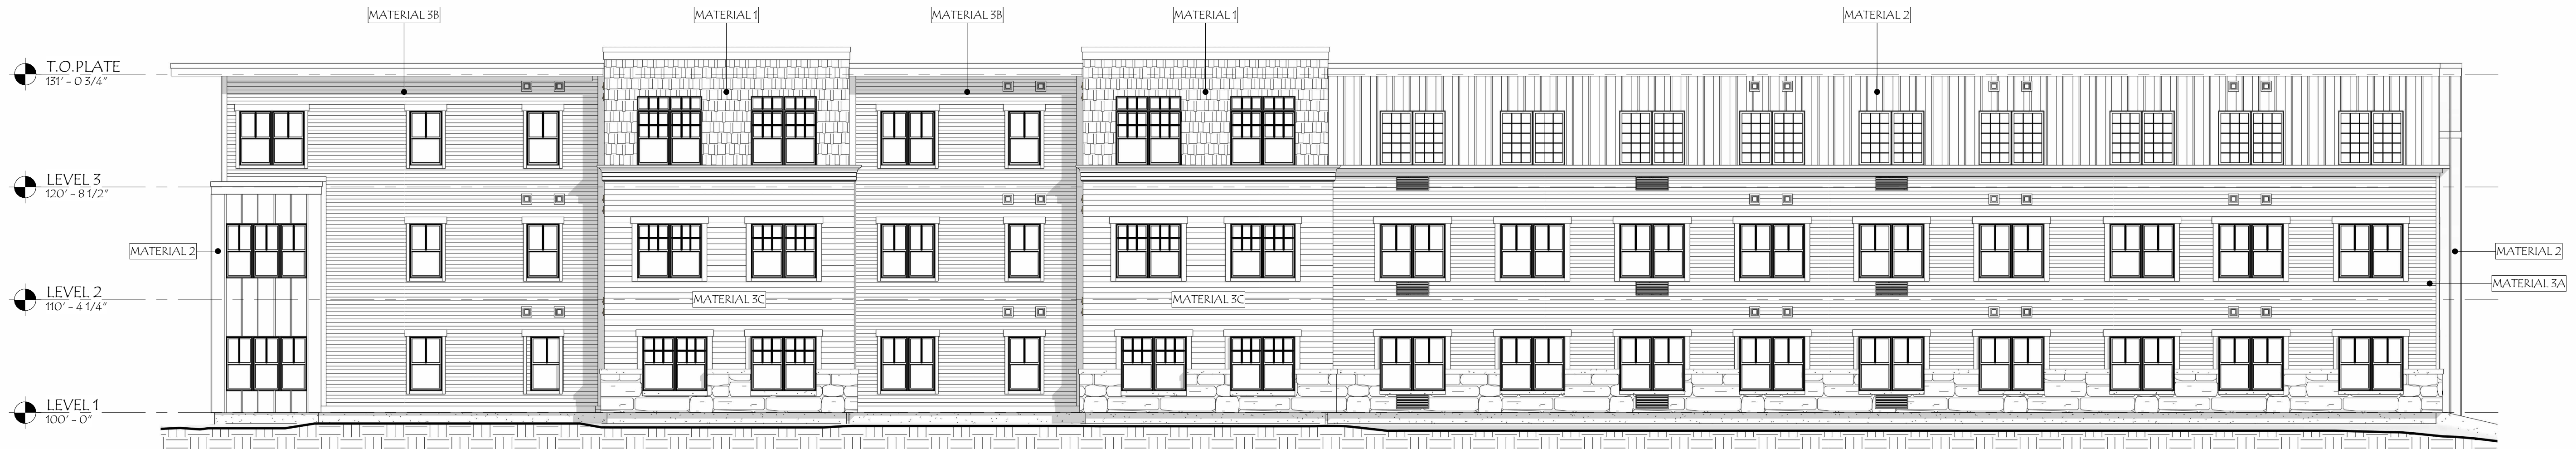 MATERIAL 3B
MATERIAL 1
MATERIAL 3B
MATERIAL 1
MATERIAL 2
T.O.PLATE
131' - 0 3/4"
LEVEL 3
120' - 8 1/2"
MATERIAL 2
MATERIAL 2
MATERIAL 3A
LEVEL 2
110' - 4 1/4"
MATERIAL 3C
MATERIAL 3C
LEVEL 1
100' - 0"